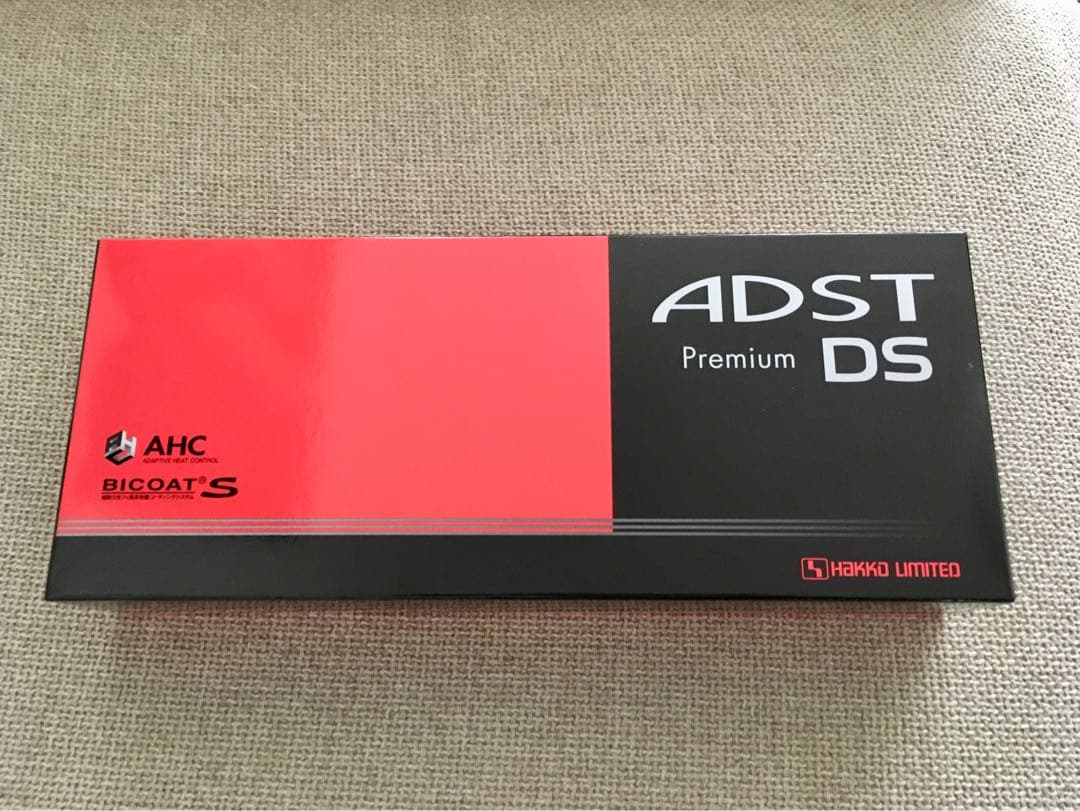 ADST
Premium DS
AHC
ADAPTIVE HEAT CONTROL
BICOAT® S
HAKKO LIMITED